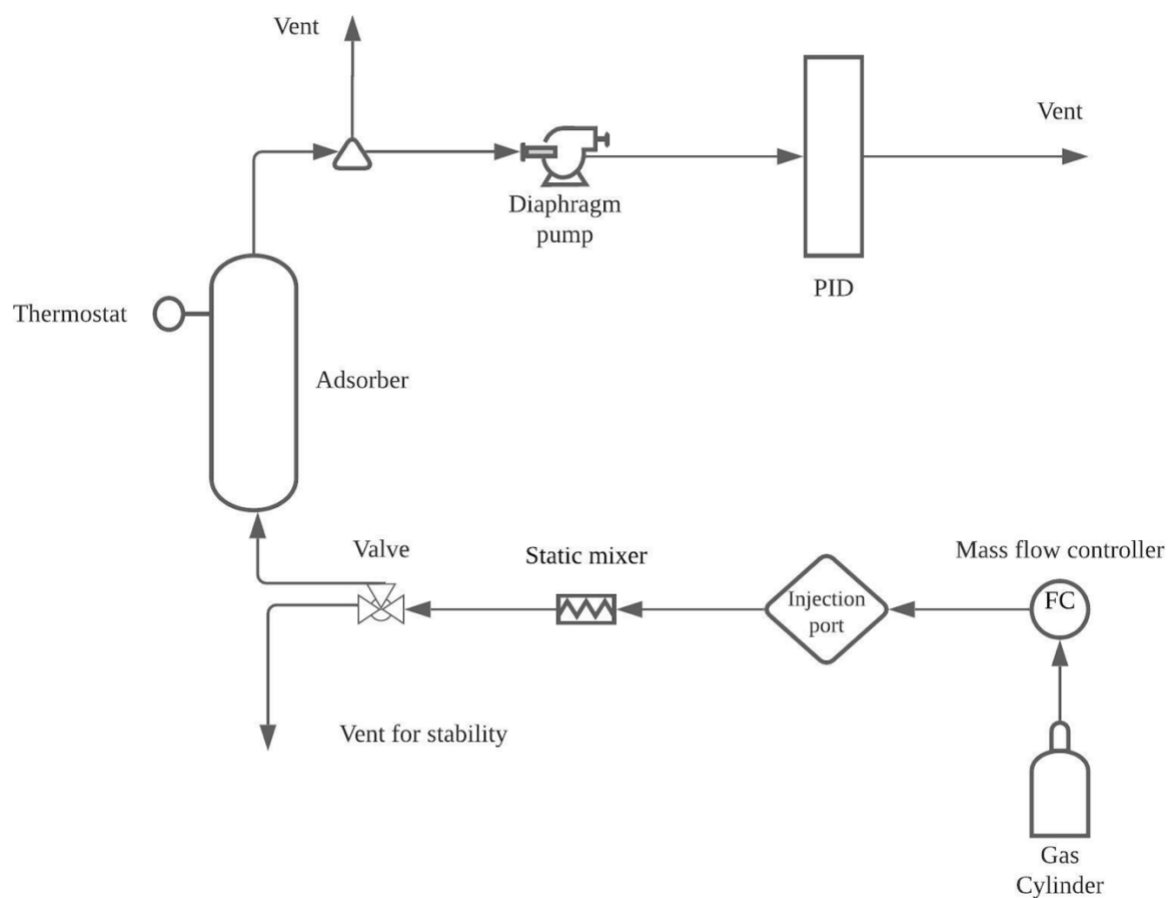 Vent
Vent
Diaphragm
pump
PID
Thermostat
Adsorber
Valve
Static mixer
Mass flow controller
Injection
port
FC
Vent for stability
Gas
Cylinder